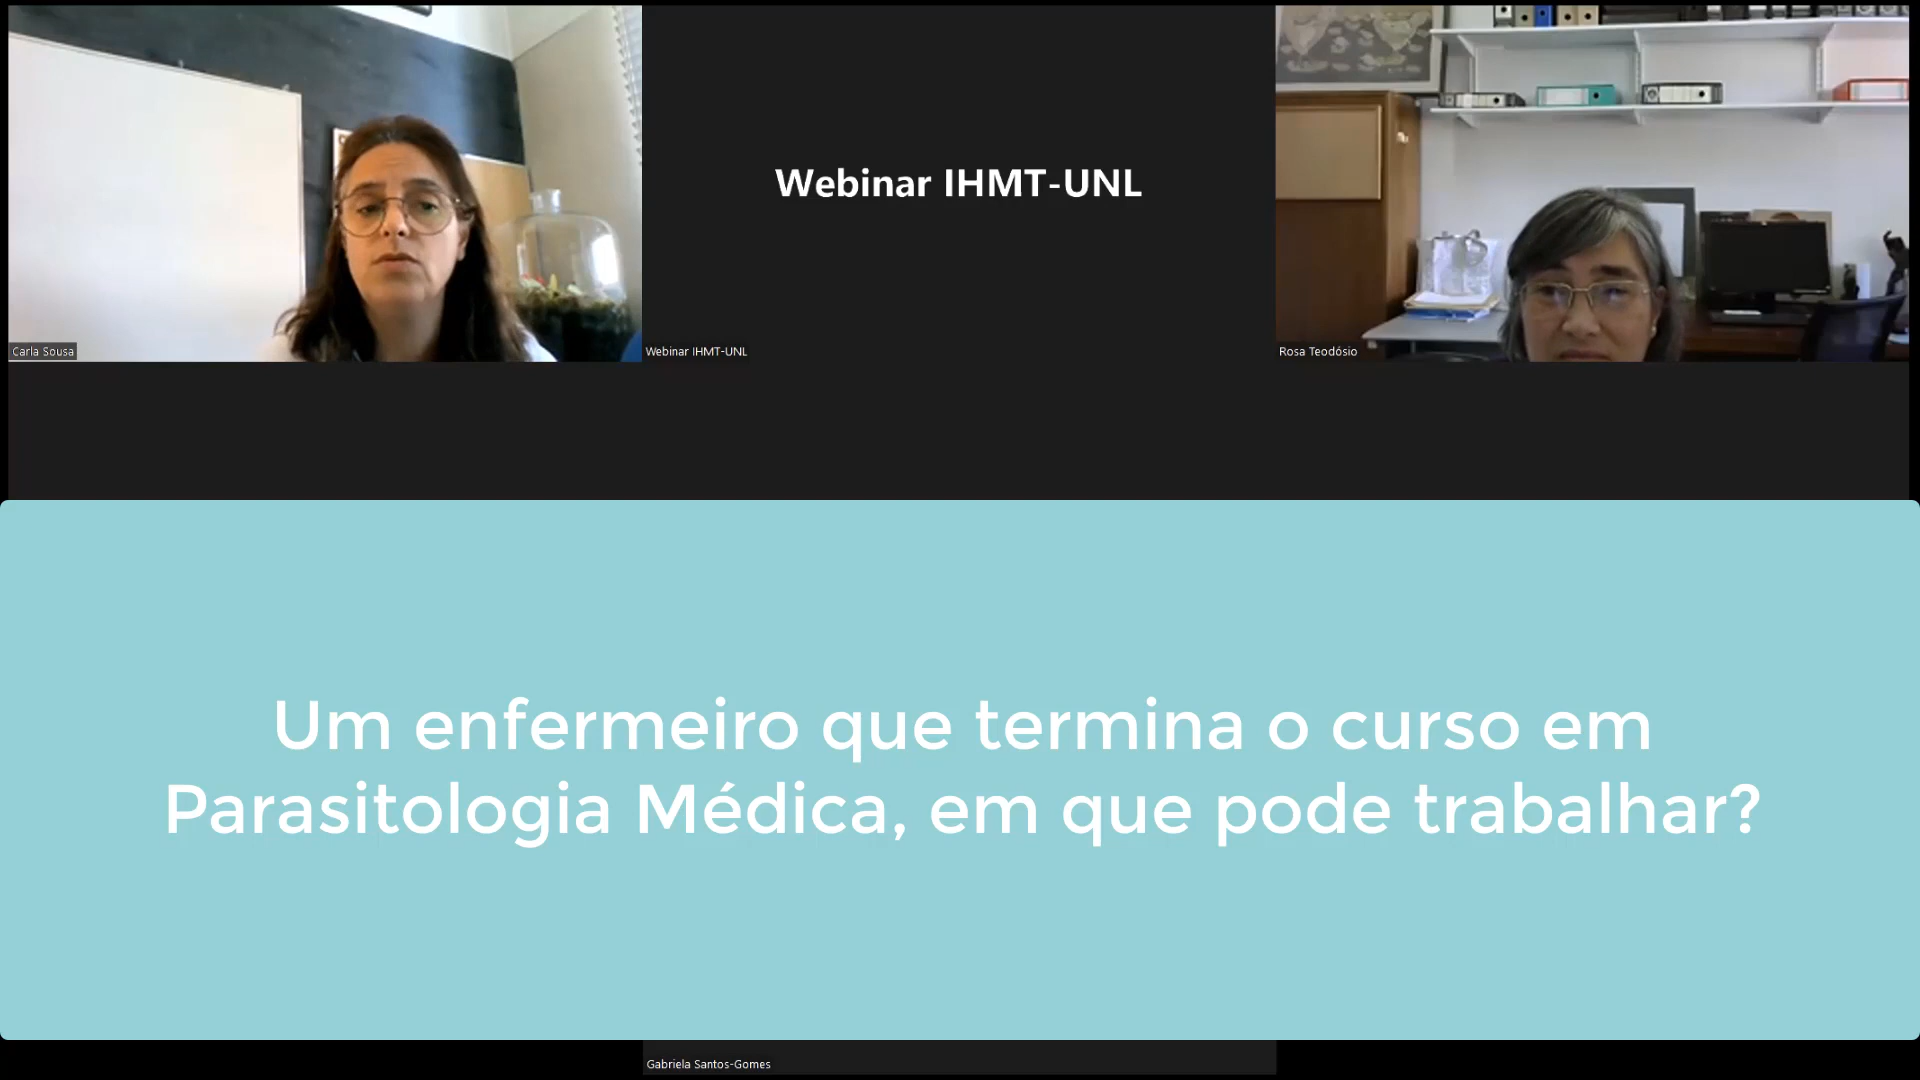 Webinar IHMT-UNL
Carla Sousa
Webinar IHMT-UNL
Rosa Teodósio
Um enfermeiro que termina o curso em
Parasitologia Médica, em que pode trabalhar?
Gabriela Santos-Gomes